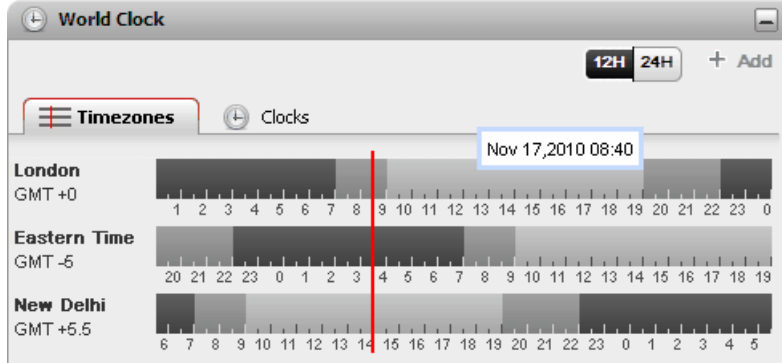 World Clock
12H 24H + Add
Timezones Clocks
Nov 17,2010 08:40
London
GMT +0
1 2 3 4 5 6 7 8 9 10 11 12 13 14 15 16 17 18 19 20 21 22 23 0
Eastern Time
GMT -5
20 21 22 23 0 1 2 3 4 5 6 7 8 9 10 11 12 13 14 15 16 17 18 19
New Delhi
GMT +5.5
6 7 8 9 10 11 12 13 14 15 16 17 18 19 20 21 22 23 0 1 2 3 4 5